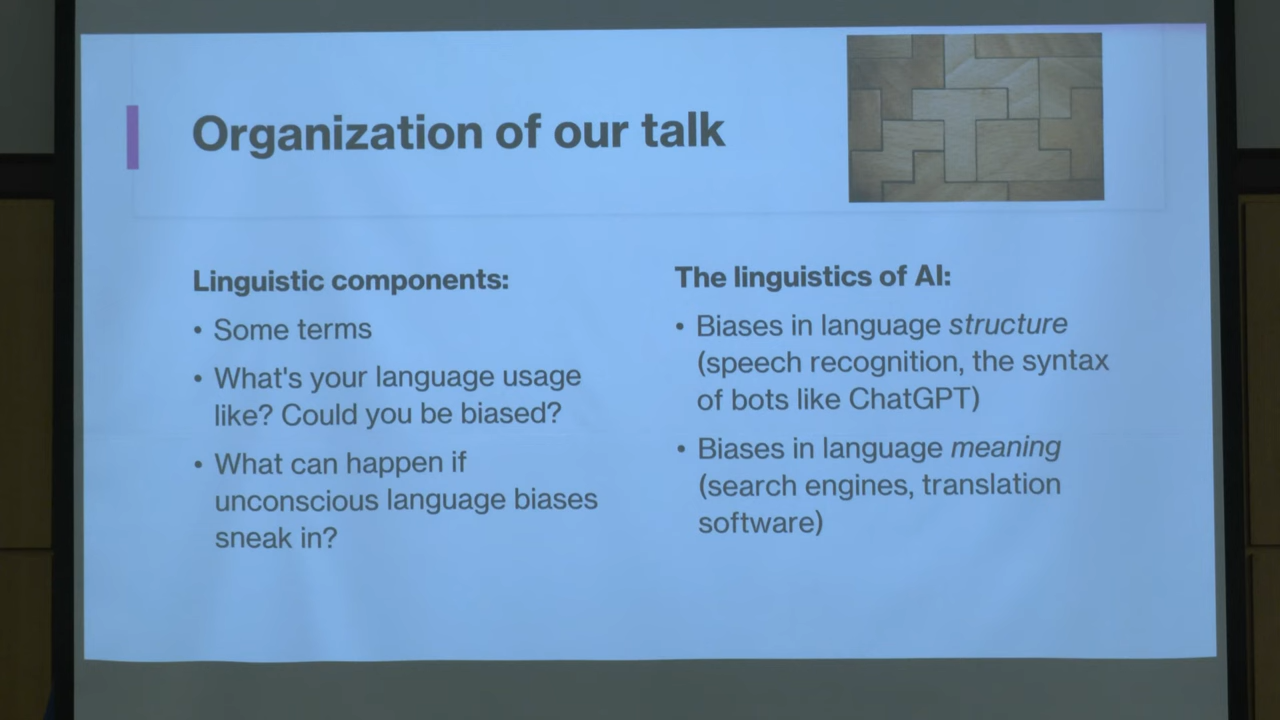 Organization of our talk
Linguistic components:
• Some terms
• What's your language usage
like? Could you be biased?
• What can happen if
unconscious language biases
sneak in?
The linguistics of AI:
• Biases in language structure
(speech recognition, the syntax
of bots like ChatGPT)
• Biases in language meaning
(search engines, translation
software)